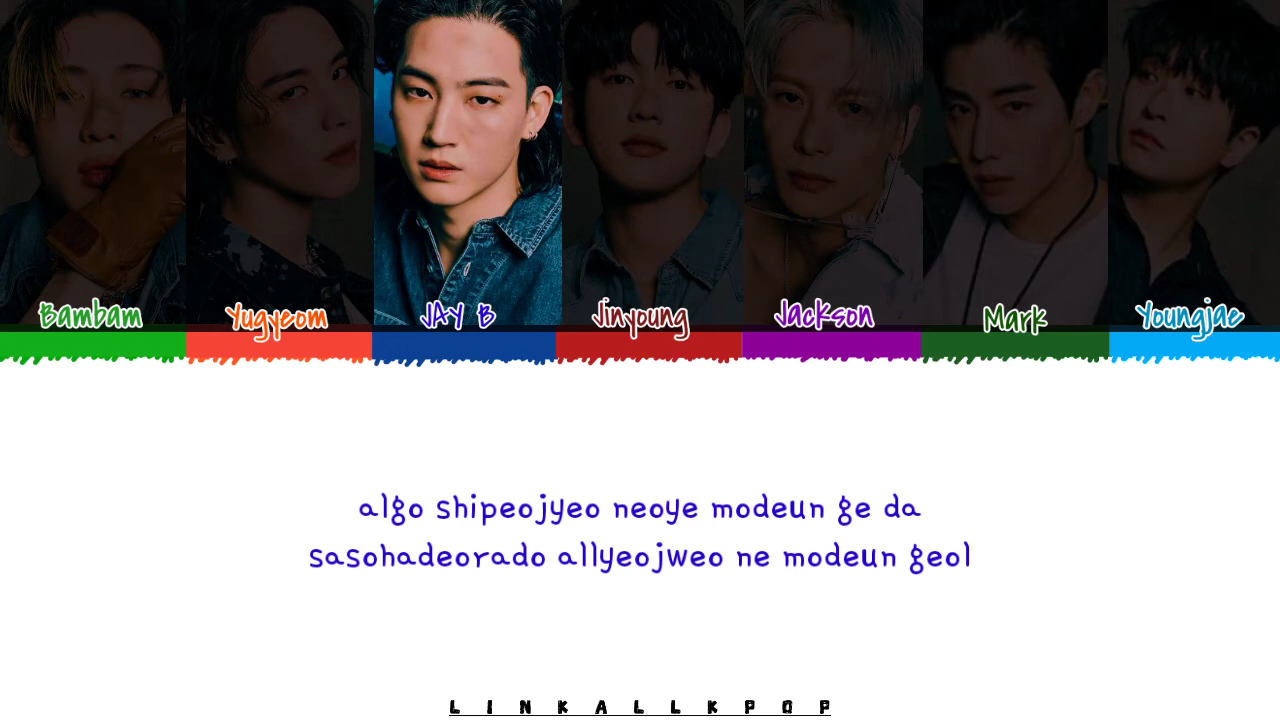 Bambam Yugyeom JAY B Jinyoung Jackson Mark Youngjae
algo shipeojyeo neoye modeun ge da
sasohadeorado allyeojweo ne modeun geol
LINKALLKPOP